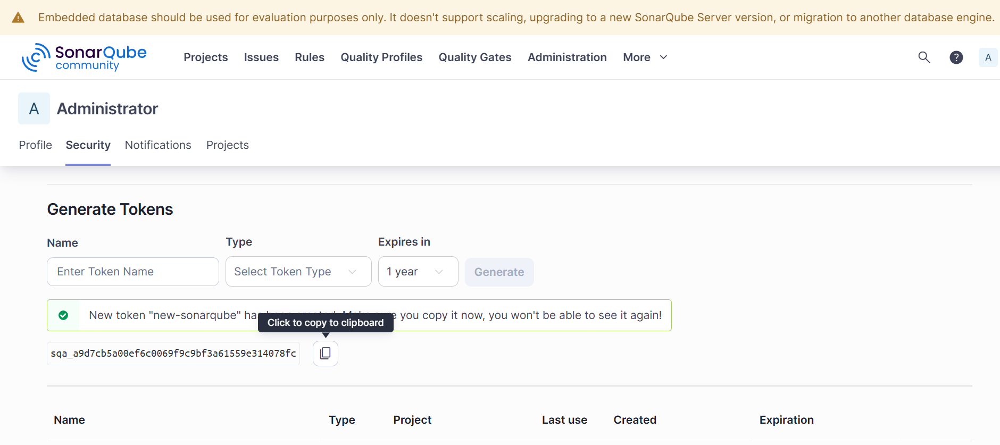 Embedded database should be used for evaluation purposes only. It doesn't support scaling, upgrading to a new SonarQube Server version, or migration to another database engine.
SonarQube community
Projects Issues Rules Quality Profiles Quality Gates Administration More ? A
A Administrator
Profile Security Notifications Projects
Generate Tokens
Name Type Expires in
Enter Token Name Select Token Type 1 year Generate
New token "new-sonarqube" you copy it now, you won't be able to see it again!
Click to copy to clipboard
sqa_a9d7cb5a00ef6c0069f9c9bf3a61559e314078fc
Name Type Project Last use Created Expiration